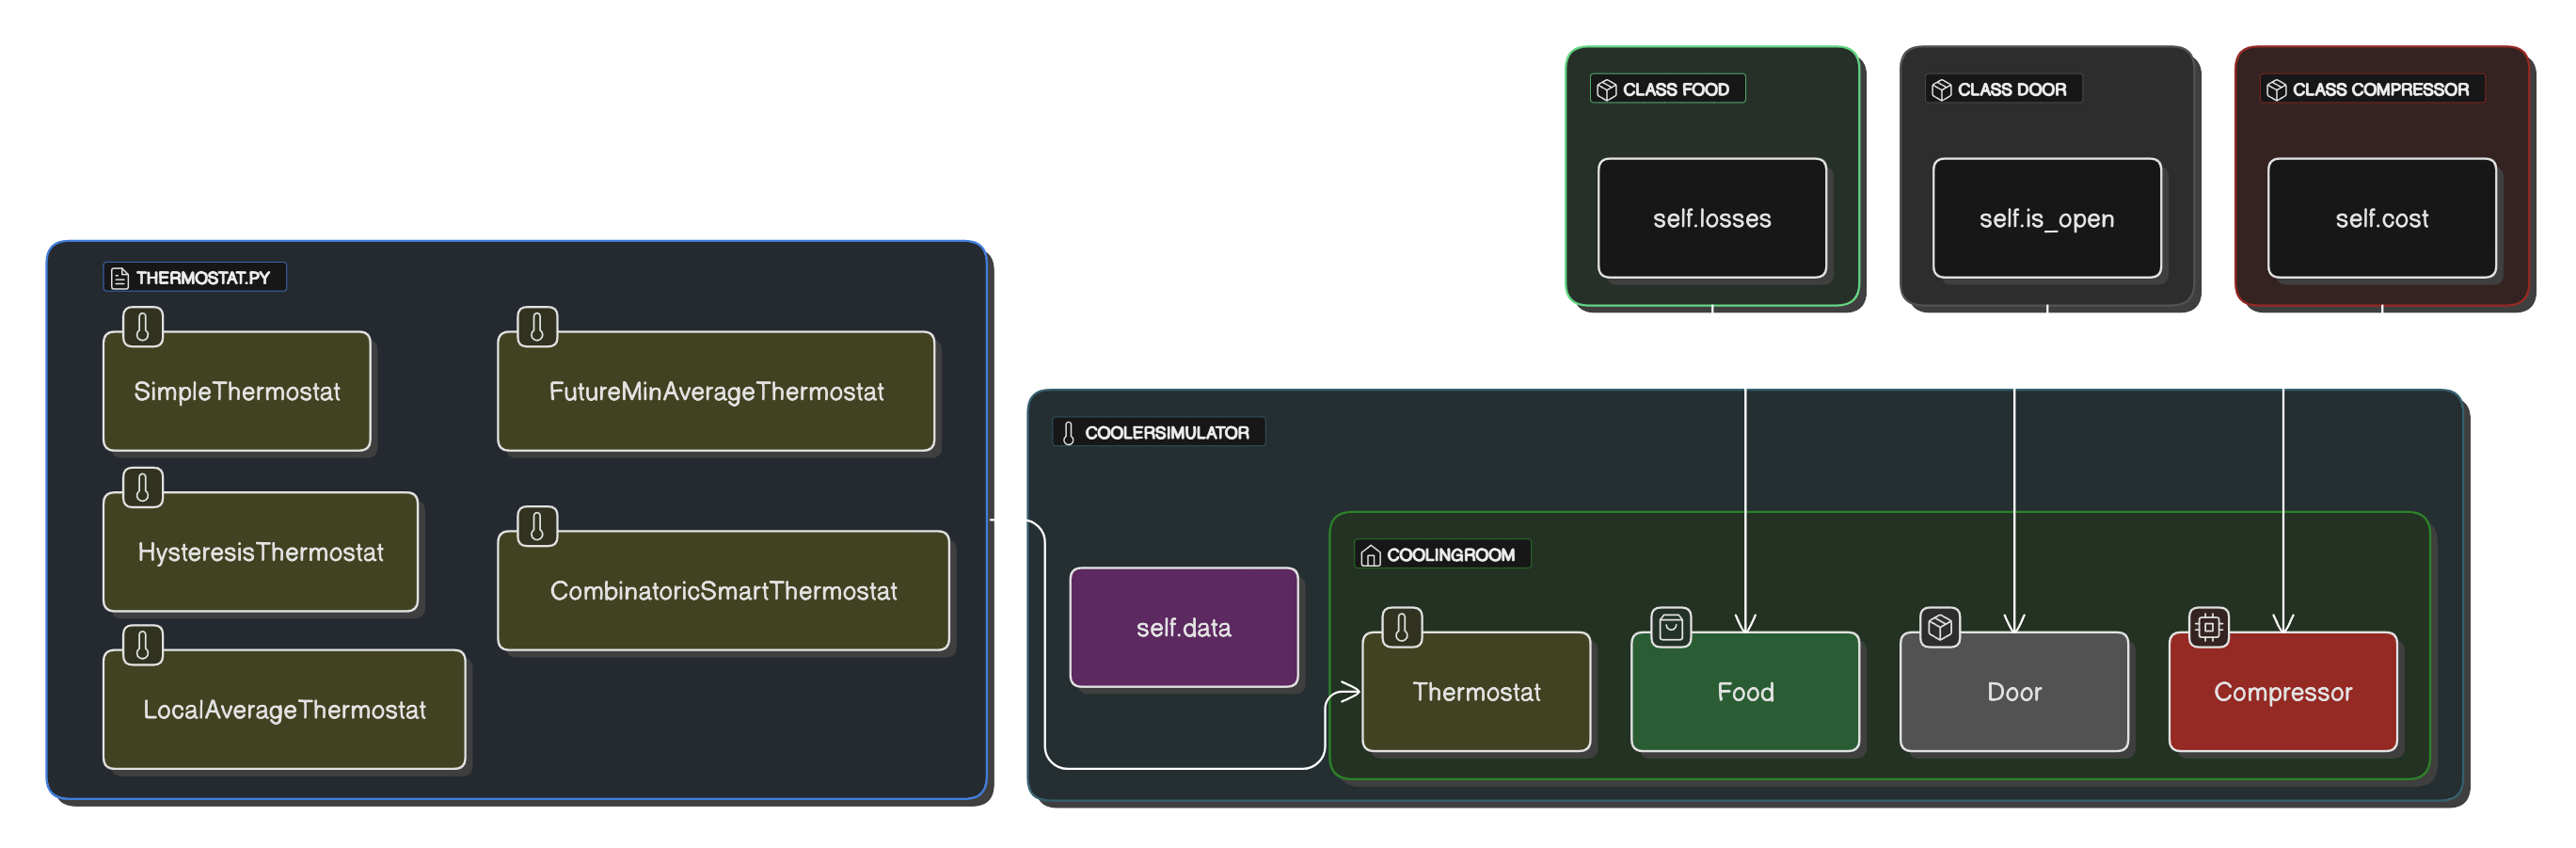 CLASS FOOD
self.losses
CLASS DOOR
self.is_open
CLASS COMPRESSOR
self.cost
THERMOSTAT.PY
SimpleThermostat
FutureMinAverageThermostat
HysteresisThermostat
CombinatoricSmartThermostat
LocalAverageThermostat
COOLERSIMULATOR
self.data
COOLINGROOM
Thermostat
Food
Door
Compressor